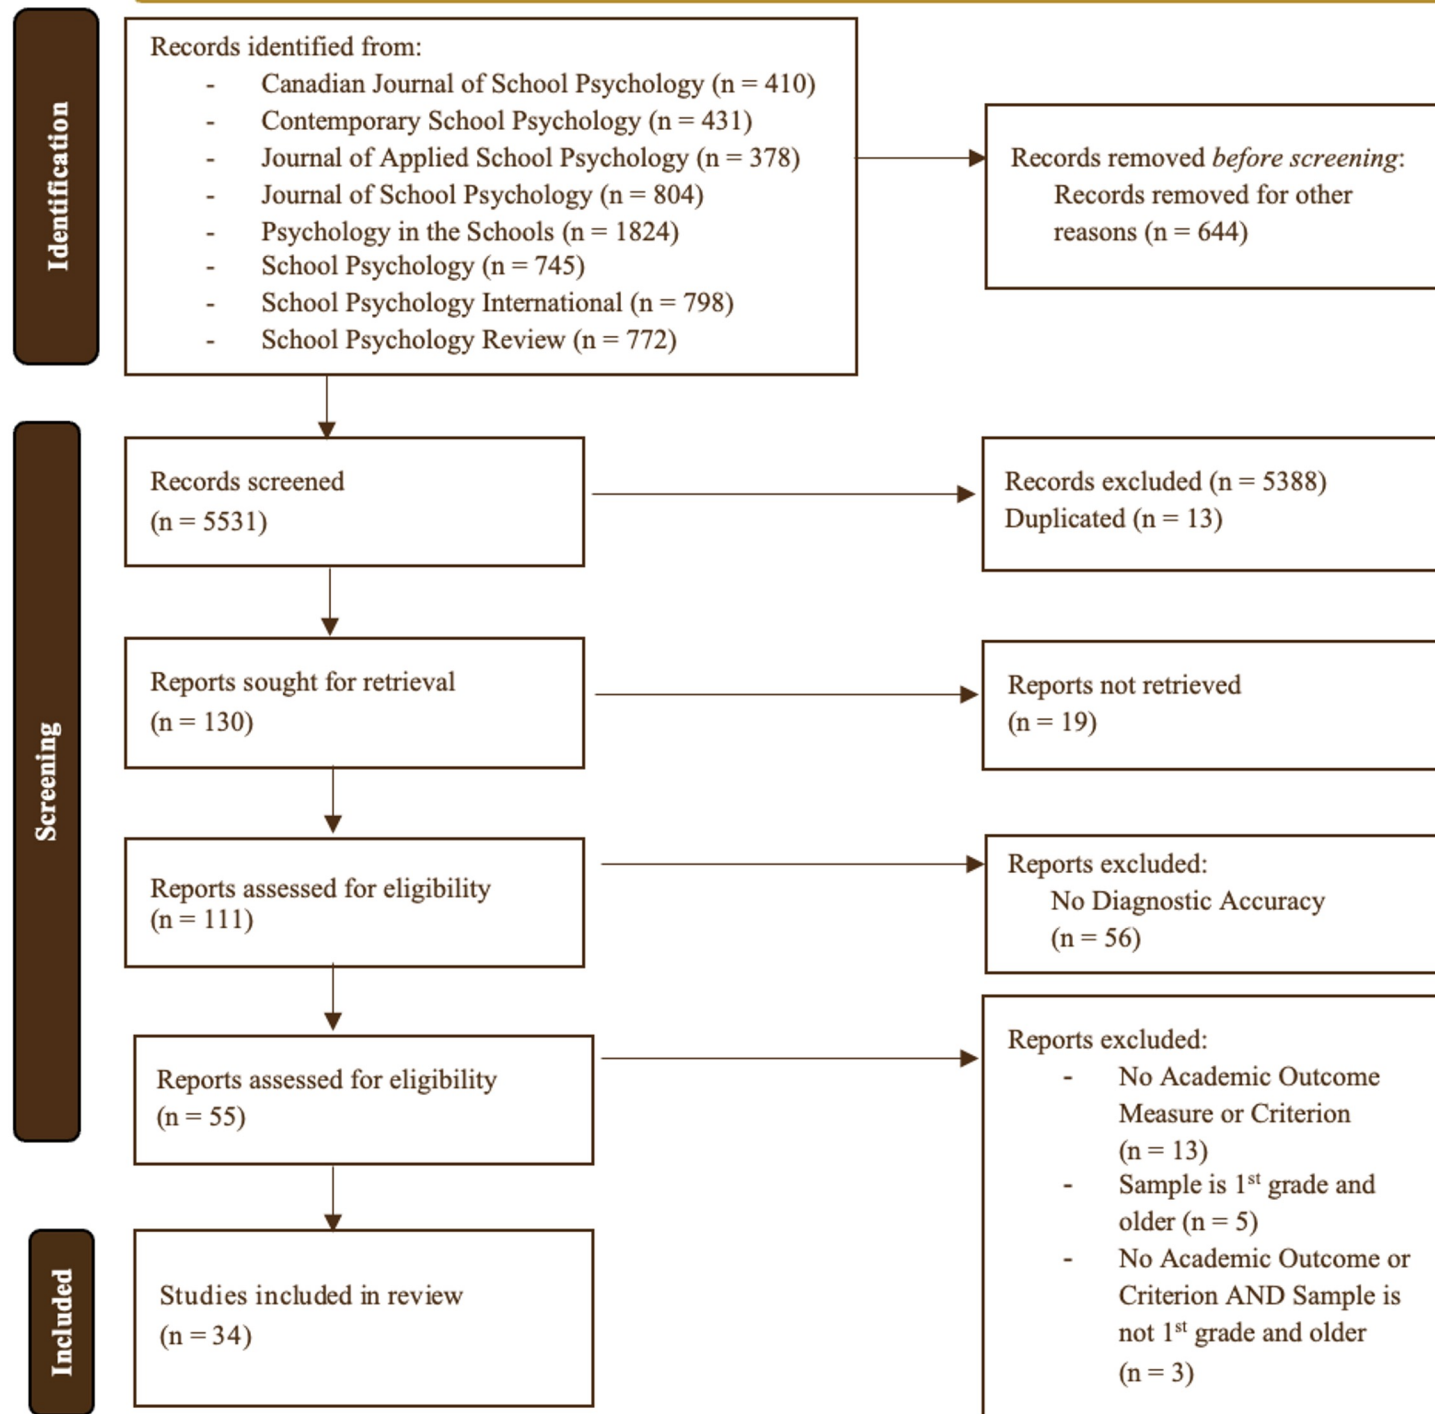 Identification
Records identified from:
- Canadian Journal of School Psychology (n = 410)
- Contemporary School Psychology (n = 431)
- Journal of Applied School Psychology (n = 378)
- Journal of School Psychology (n = 804)
- Psychology in the Schools (n = 1824)
- School Psychology (n = 745)
- School Psychology International (n = 798)
- School Psychology Review (n = 772)
Records removed before screening:
Records removed for other
reasons (n = 644)
Screening
Records screened
(n = 5531)
Records excluded (n = 5388)
Duplicated (n = 13)
Reports sought for retrieval
(n = 130)
Reports not retrieved
(n = 19)
Reports assessed for eligibility
(n = 111)
Reports excluded:
No Diagnostic Accuracy
(n = 56)
Reports assessed for eligibility
(n = 55)
Reports excluded:
- No Academic Outcome
Measure or Criterion
(n = 13)
- Sample is 1st grade and
older (n = 5)
- No Academic Outcome or
Criterion AND Sample is
not 1st grade and older
(n = 3)
Included
Studies included in review
(n = 34)